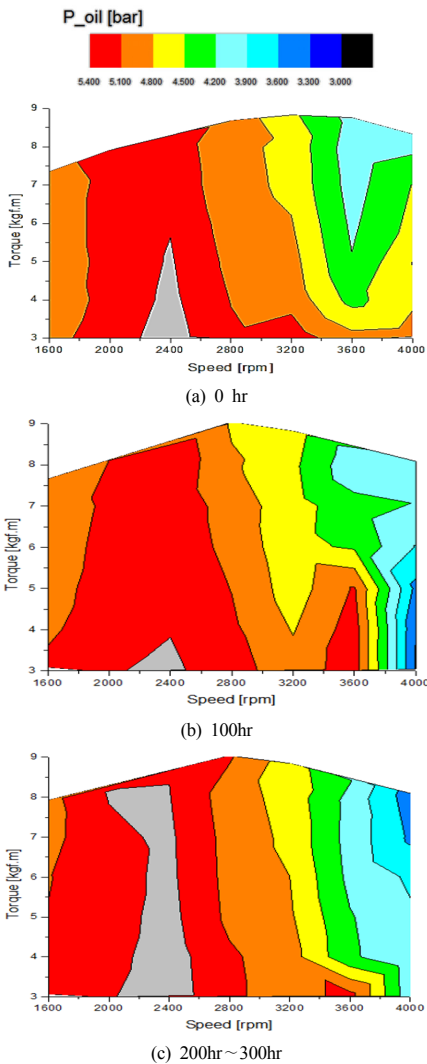 P_oil [bar]
5.400 5.100 4.800 4.500 4.200 3.900 3.600 3.300 3.000
9
8
7
6
5
4
3
Torque [kgf.m]
1600 2000 2400 2800 3200 3600 4000
Speed [rpm]
(a) 0 hr
9
8
7
6
5
4
3
Torque [kgf.m]
1600 2000 2400 2800 3200 3600 4000
Speed [rpm]
(b) 100hr
9
8
7
6
5
4
3
Torque [kgf.m]
1600 2000 2400 2800 3200 3600 4000
Speed [rpm]
(c) 200hr~300hr